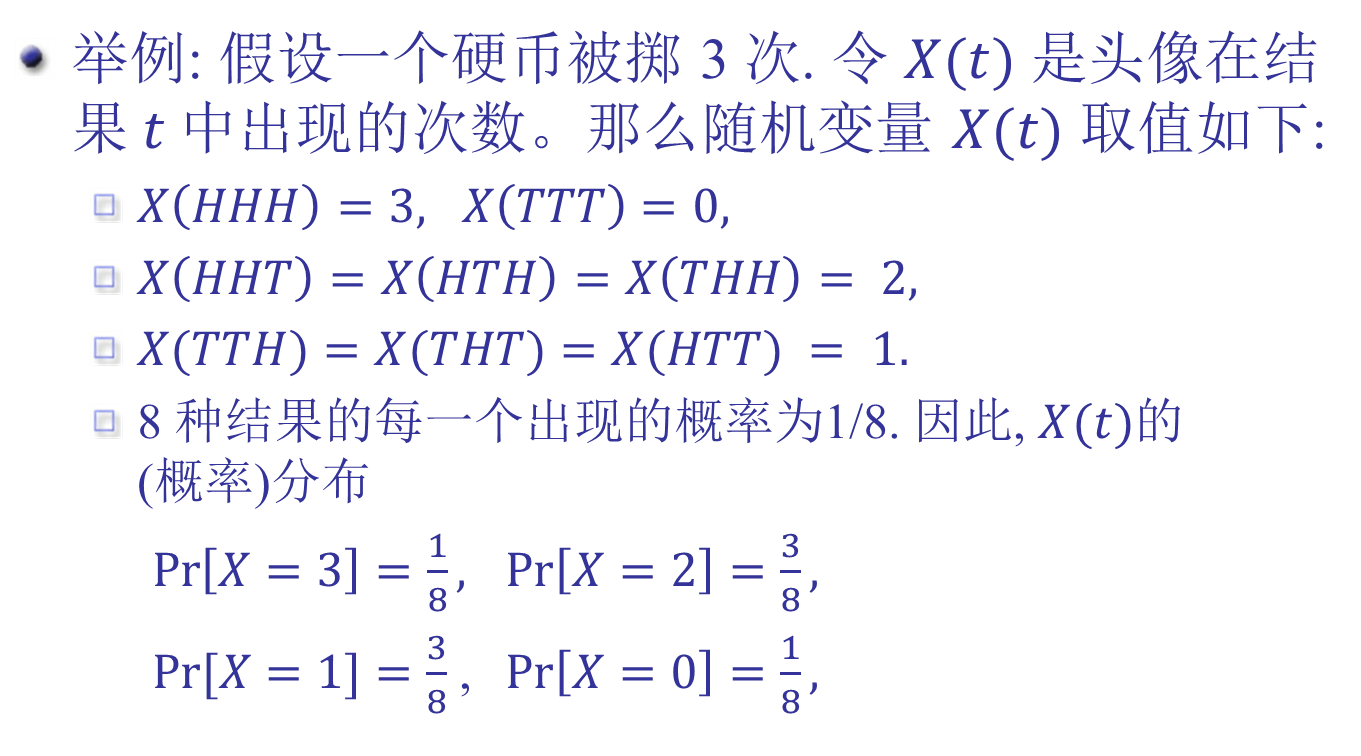 举例: 假设一个硬币被掷 3 次. 令 X(t) 是头像在结
果 t 中出现的次数。那么随机变量 X(t) 取值如下:
X(HHH) = 3, X(TTT) = 0,
X(HHT) = X(HTH) = X(THH) = 2,
X(TTH) = X(THT) = X(HTT) = 1.
8 种结果的每一个出现的概率为1/8. 因此, X(t)的
(概率)分布
Pr[X = 3] = 1/8, Pr[X = 2] = 3/8,
Pr[X = 1] = 3/8, Pr[X = 0] = 1/8,